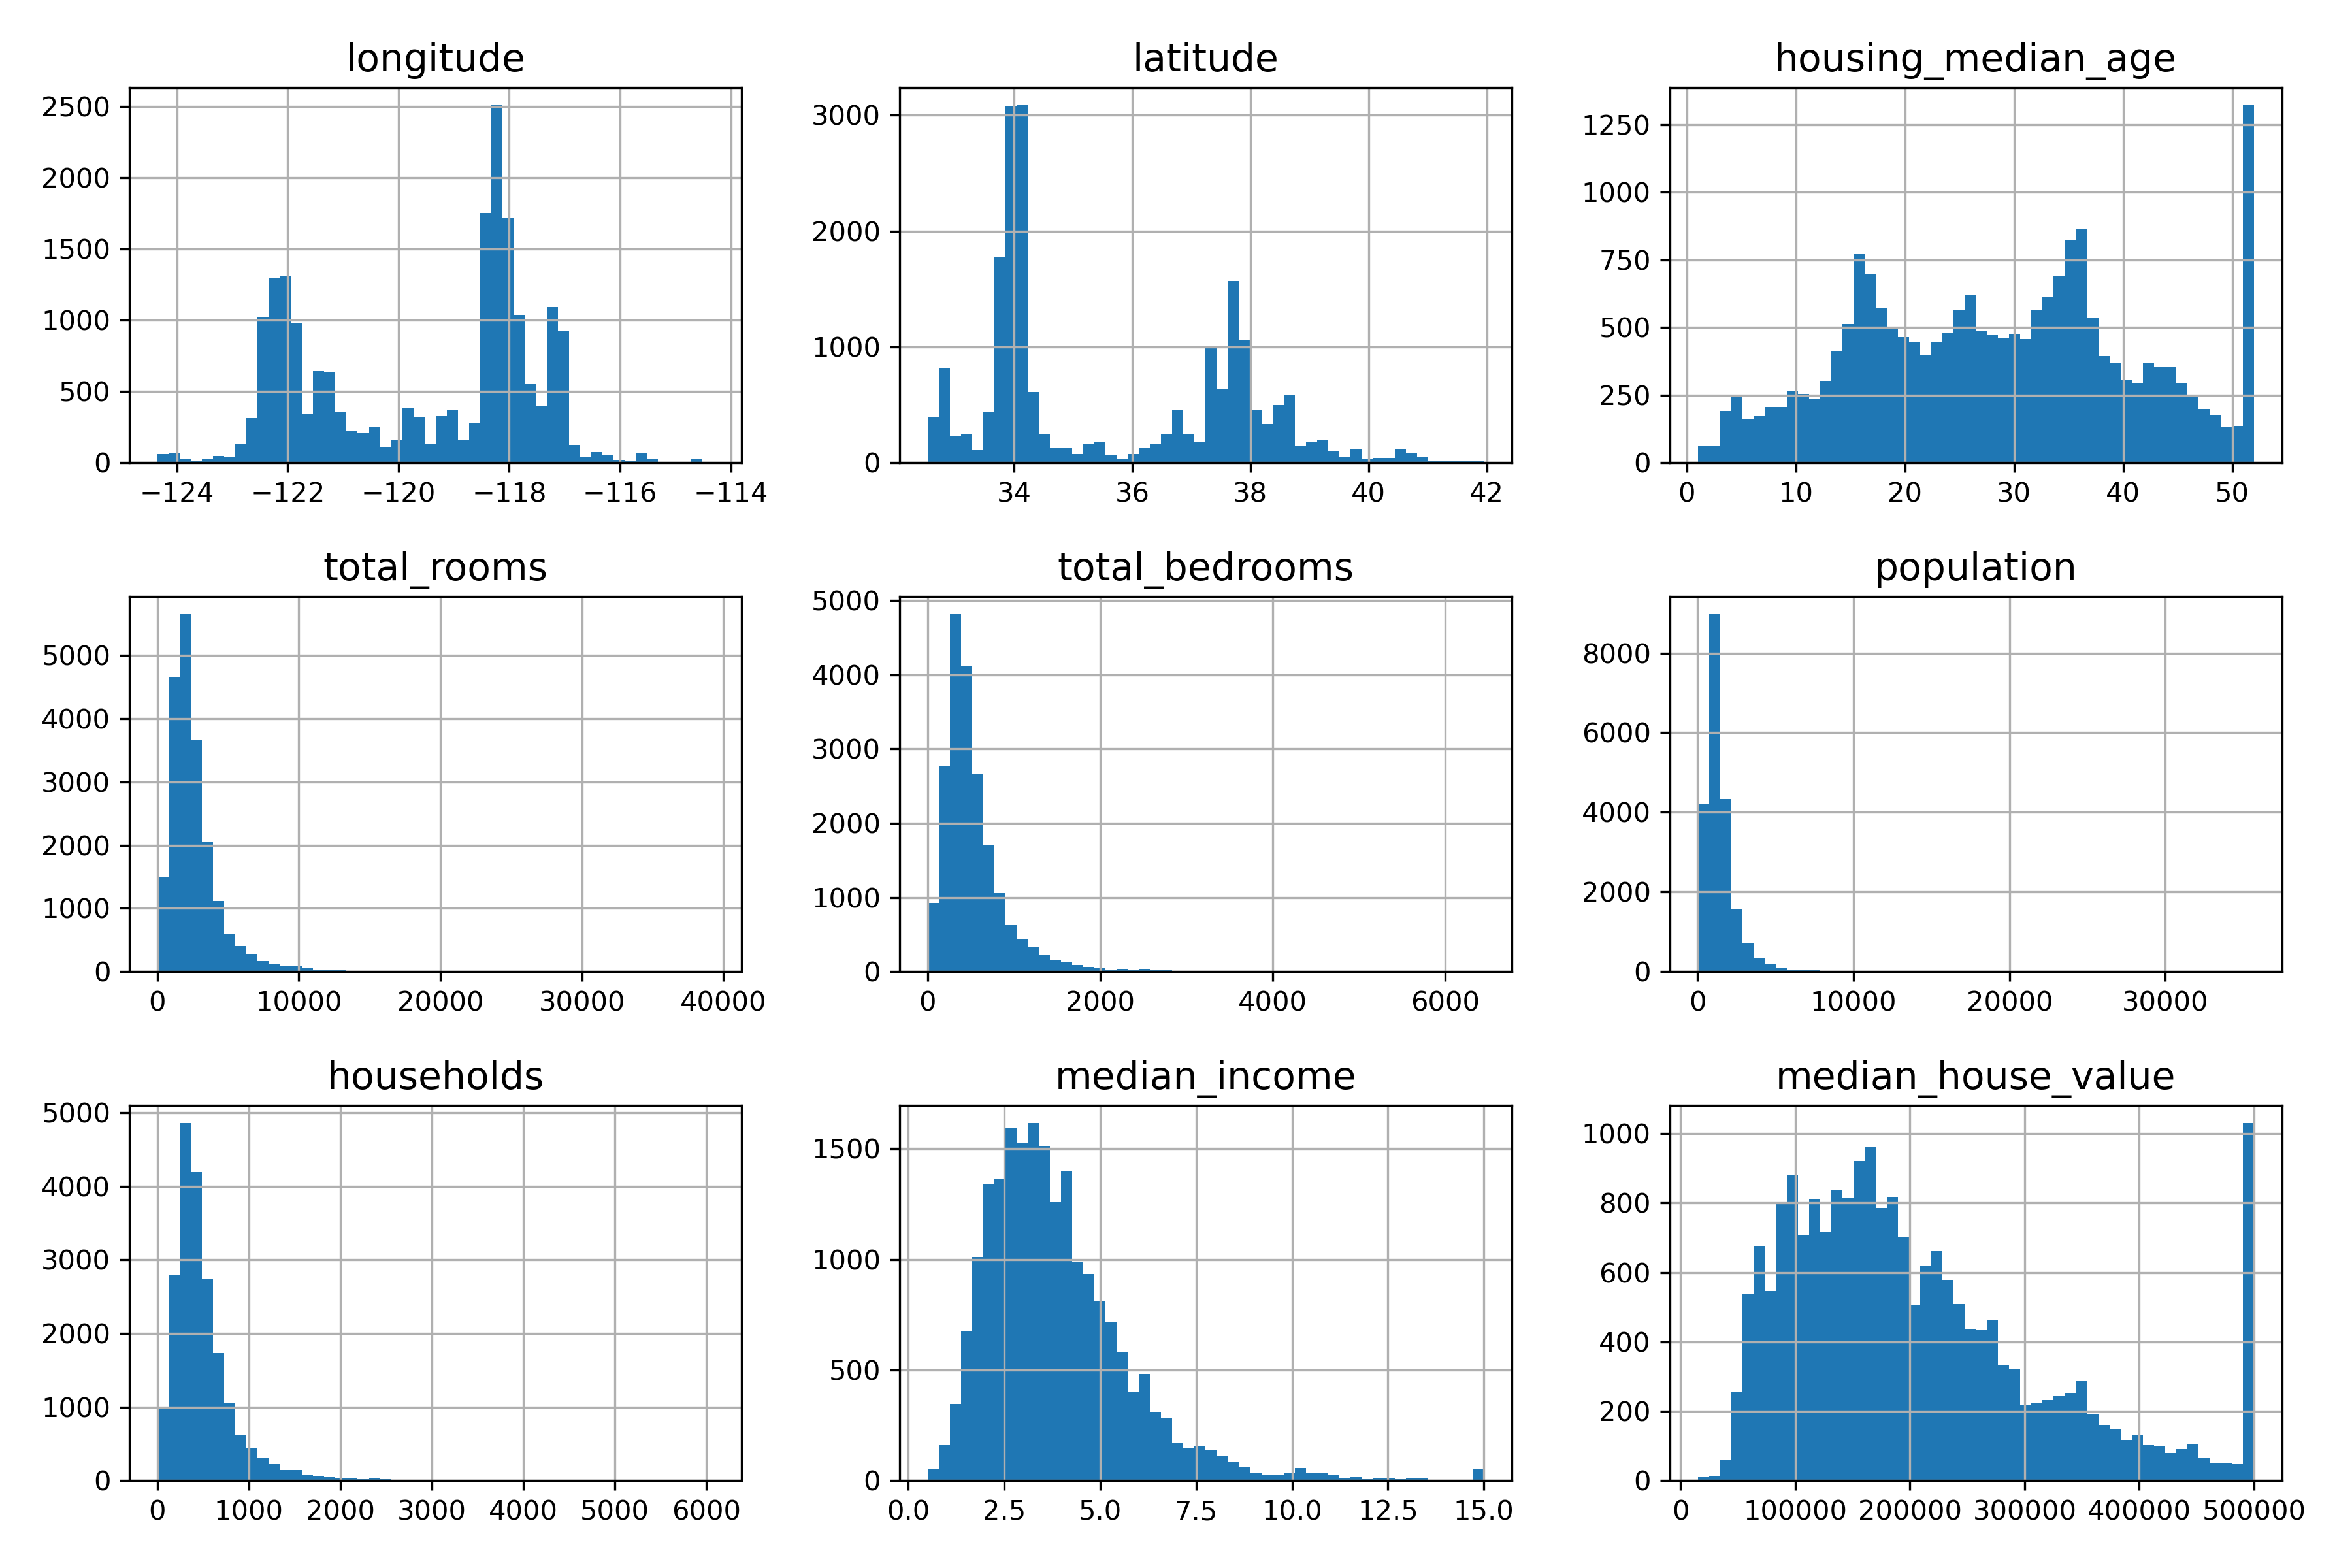 longitude latitude housing_median_age
2500 3000 1250
2000 1000
1500 2000 750
1000 1000 500
500 250
0 0 0
−124 −122 −120 −118 −116 −114 34 36 38 40 42 0 10 20 30 40 50
total_rooms total_bedrooms population
5000 5000 8000
4000 4000 6000
3000 3000
2000 2000 4000
1000 1000 2000
0 0 0
0 10000 20000 30000 40000 0 2000 4000 6000 0 10000 20000 30000
households median_income median_house_value
5000 1500 1000
4000 800
3000 1000 600
2000 500 400
1000 200
0 0 0
0 1000 2000 3000 4000 5000 6000 0.0 2.5 5.0 7.5 10.0 12.5 15.0 0 100000 200000 300000 400000 500000